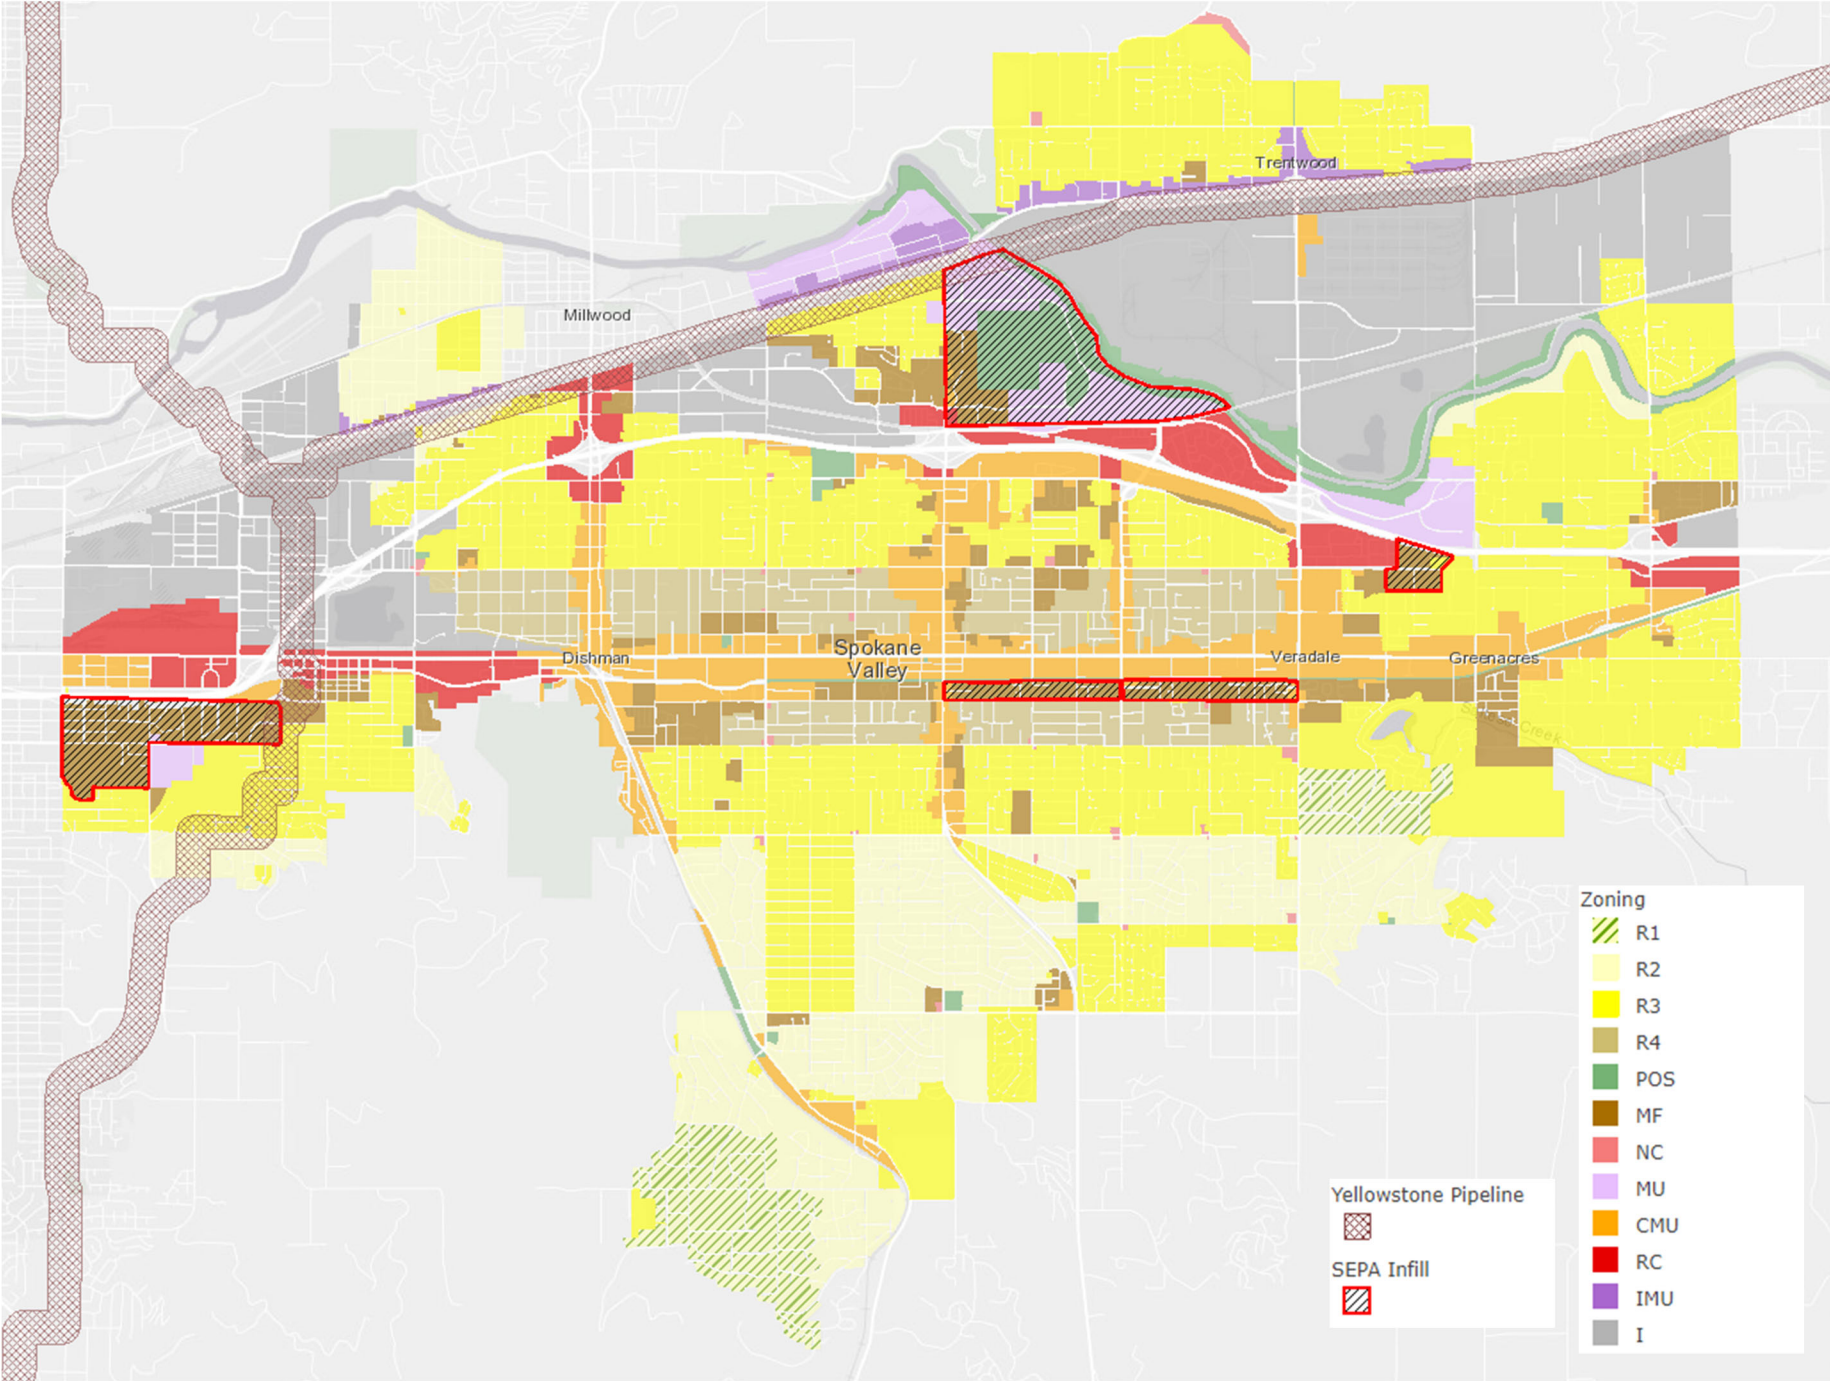 Trentwood
Millwood
Spokane
Valley
Dishman
Veradale
Greenacres
Creek
Zoning
R1
R2
R3
R4
POS
MF
NC
MU
CMU
RC
IMU
I
Yellowstone Pipeline
SEPA Infill